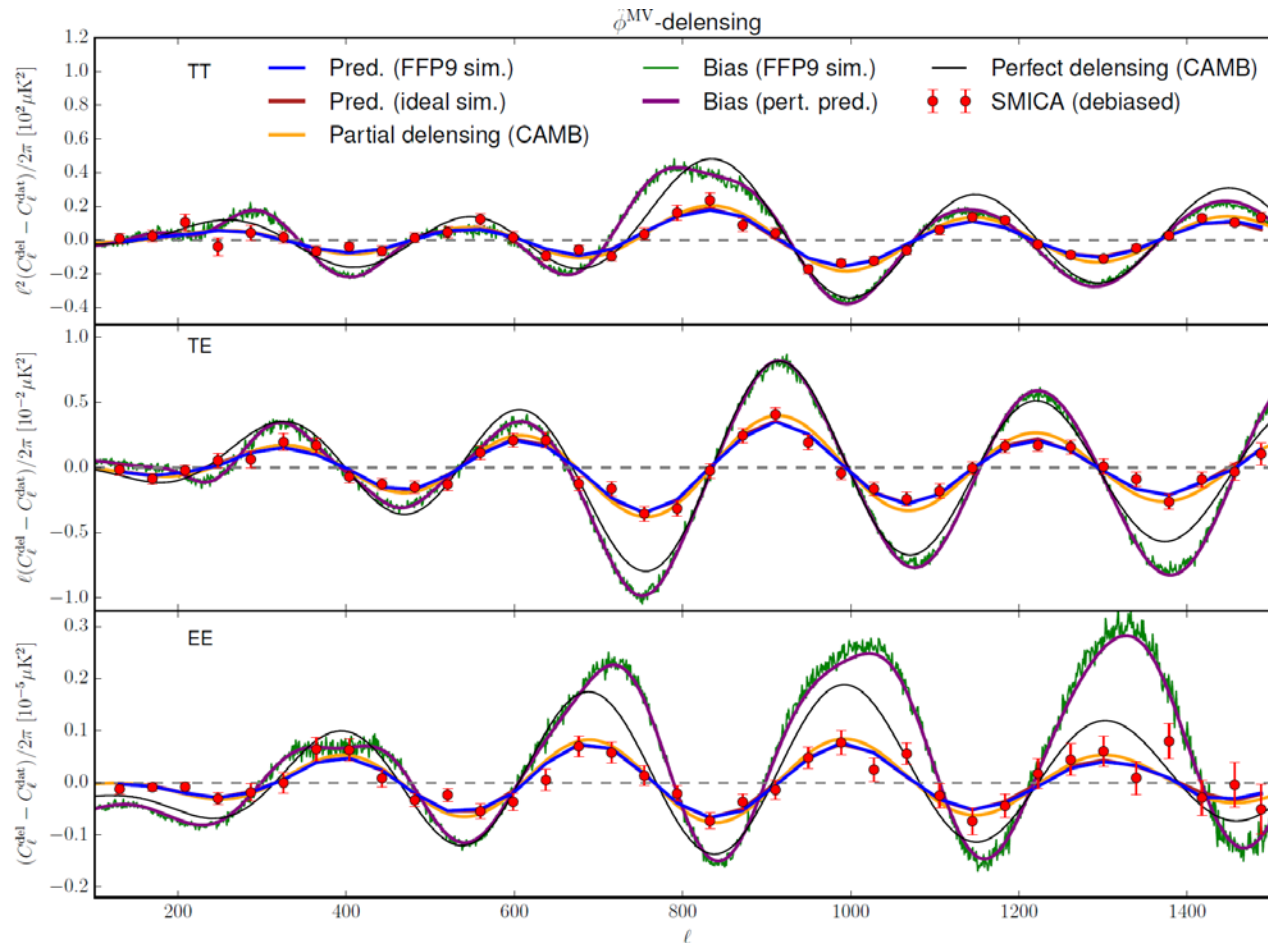 ϕ̂^MV-delensing
TT
Pred. (FFP9 sim.)
Pred. (ideal sim.)
Partial delensing (CAMB)
Bias (FFP9 sim.)
Bias (pert. pred.)
Perfect delensing (CAMB)
SMICA (debiased)
ℓ²(C_ℓ^del − C_ℓ^dat)/2π [10²μK²]
1.2
1.0
0.8
0.6
0.4
0.2
0.0
−0.2
−0.4
TE
ℓ(C_ℓ^del − C_ℓ^dat)/2π [10⁻²μK²]
1.0
0.5
0.0
−0.5
−1.0
EE
(C_ℓ^del − C_ℓ^dat)/2π [10⁻⁵μK²]
0.3
0.2
0.1
0.0
−0.1
−0.2
200 400 600 800 1000 1200 1400
ℓ